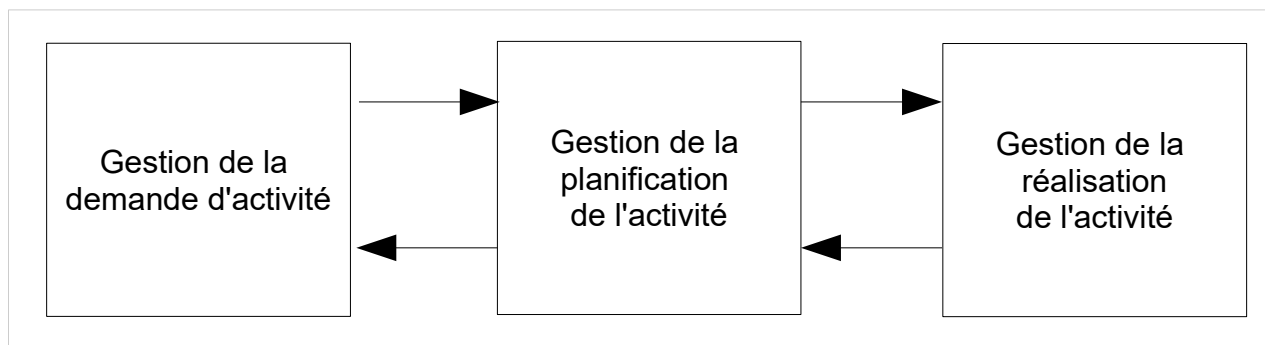 Gestion de la
demande d'activité
Gestion de la
planification
de l'activité
Gestion de la
réalisation
de l'activité